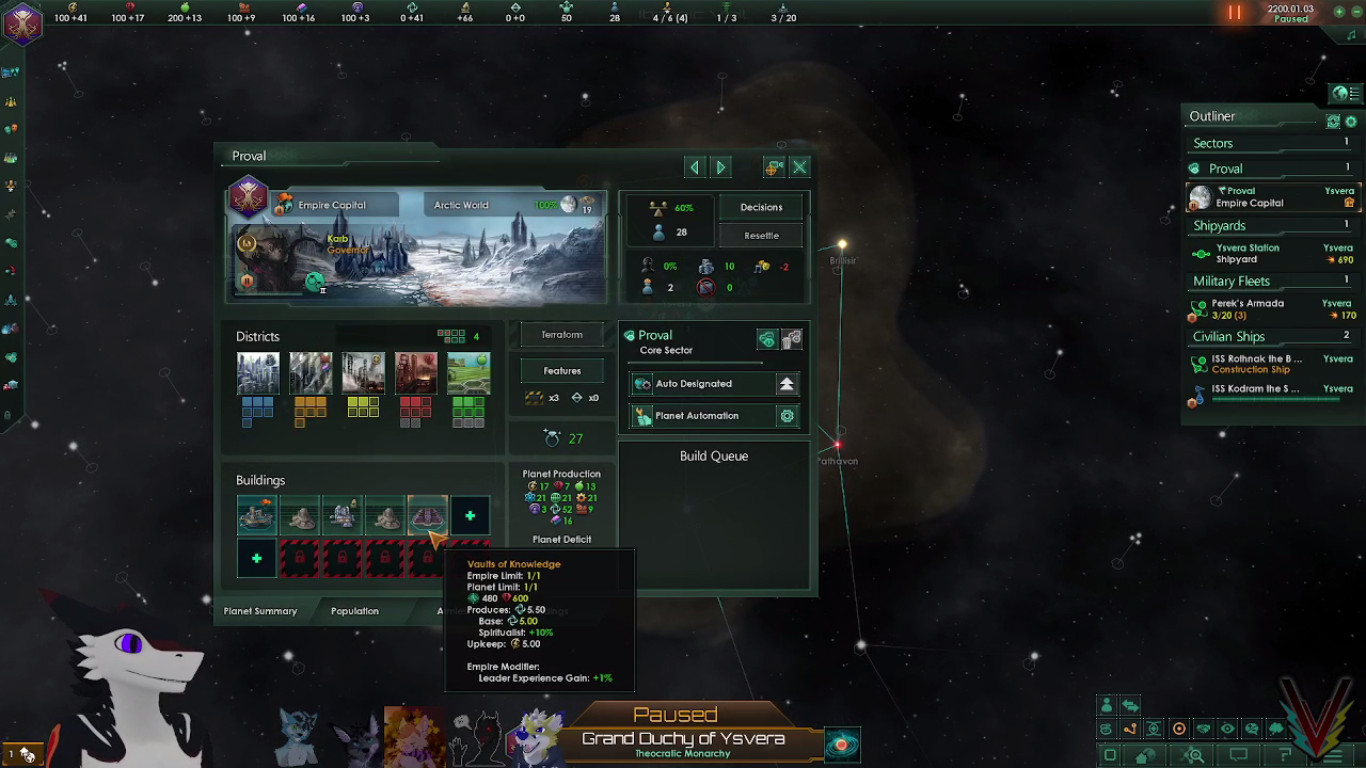 100 +41
100 +17
200 +13
100 +9
100 +16
100 +3
0 +41
+66
0 +0
50
28
4 / 6 (4)
1 / 3
3 / 20
2200.01.03
Paused
Proval
Empire Capital
Arctic World
100%
19
Karb
Governor
II
60%
28
Decisions
Resettle
0%
10
-2
2
0
Districts
4
Terraform
Features
x3
x0
27
Proval
Core Sector
Auto Designated
Planet Automation
Build Queue
Buildings
Planet Production
17 7 13
21 21 21
3 52 9
16
Planet Deficit
Planet Summary
Population
Vaults of Knowledge
Empire Limit: 1/1
Planet Limit: 1/1
480 600
Produces: 5.50
Base: 5.00
Spiritualist: +10%
Upkeep: 5.00
Empire Modifier:
Leader Experience Gain: +1%
Brillisir
Pathavon
Outliner
Sectors
1
Proval
1
Proval
Ysvera
Empire Capital
Shipyards
1
Ysvera Station
Ysvera
Shipyard
690
Military Fleets
1
Perek's Armada
Ysvera
3/20 (3)
170
Civilian Ships
2
ISS Rothnak the B ...
Ysvera
Construction Ship
ISS Kodram the S ...
Ysvera
1
Paused
Grand Duchy of Ysvera
Theocratic Monarchy